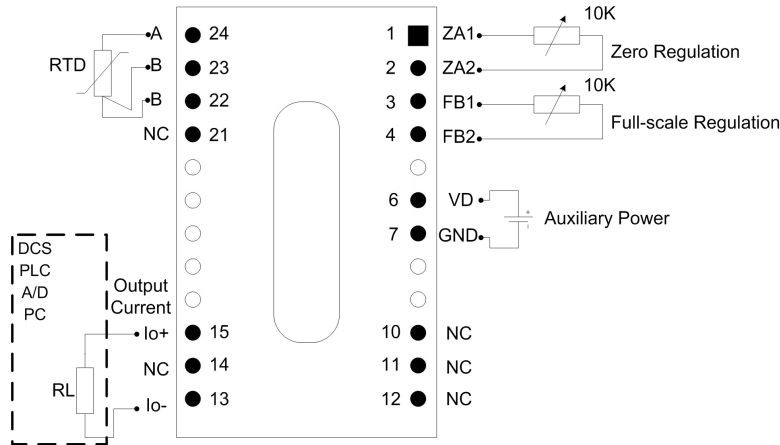 A 24 1 ZA1 10K
RTD B 23 2 ZA2 Zero Regulation
B 22 3 FB1 10K
NC 21 4 FB2 Full-scale Regulation
6 VD
+
Auxiliary Power
-
7 GND
DCS
PLC
A/D
PC
Output
Current
Io+ 15 10 NC
NC 14 11 NC
RL
Io- 13 12 NC